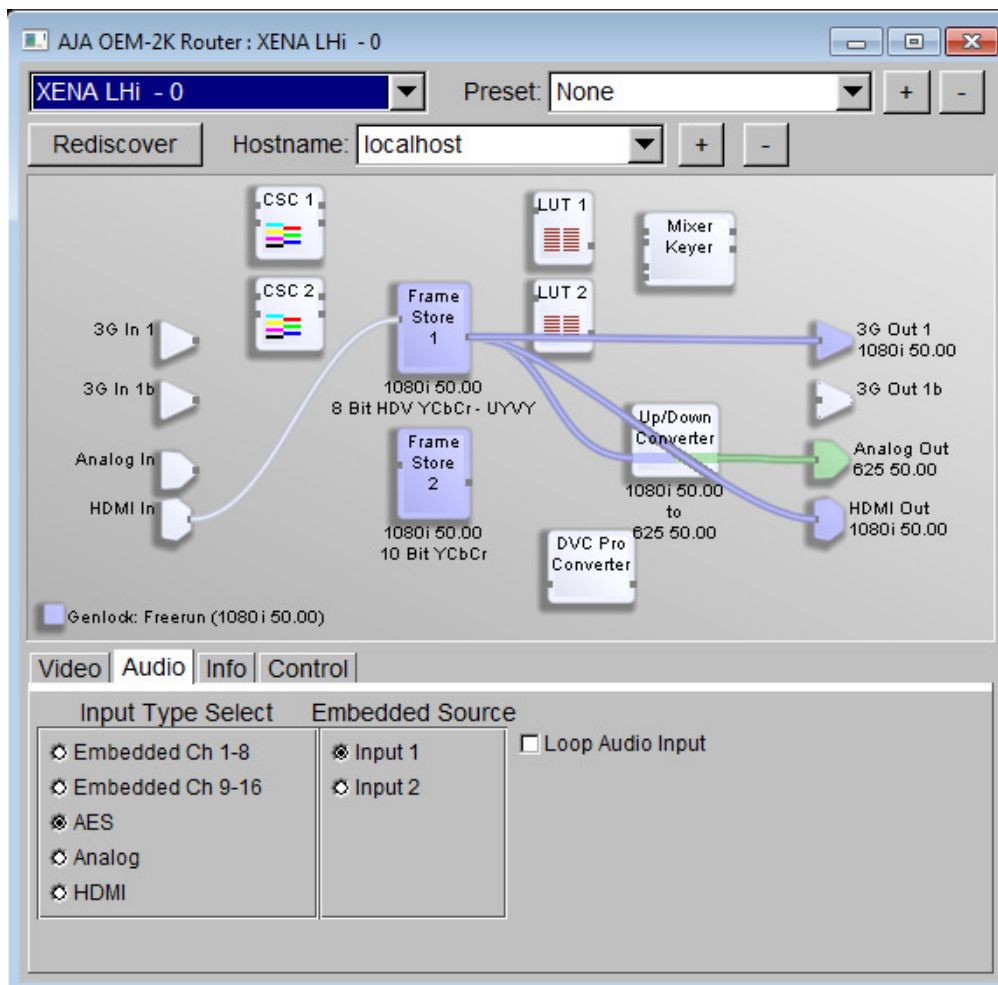 AJA OEM-2K Router : XENA LHi - 0
XENA LHi - 0
Preset: None
+
-
Rediscover
Hostname: localhost
+
-
CSC 1
LUT 1
Mixer
Keyer
CSC 2
Frame
Store
1
LUT 2
3G In 1
3G Out 1
1080i 50.00
1080i 50.00
8 Bit HDV YCbCr - UYVY
3G In 1b
3G Out 1b
Up/Down
Converter
Frame
Store
2
Analog In
Analog Out
625 50.00
1080i 50.00
to
625 50.00
HDMI In
HDMI Out
1080i 50.00
1080i 50.00
10 Bit YCbCr
DVC Pro
Converter
Genlock: Freerun (1080i 50.00)
Video Audio Info Control
Input Type Select
Embedded Ch 1-8
Embedded Ch 9-16
AES
Analog
HDMI
Embedded Source
Input 1
Input 2
Loop Audio Input